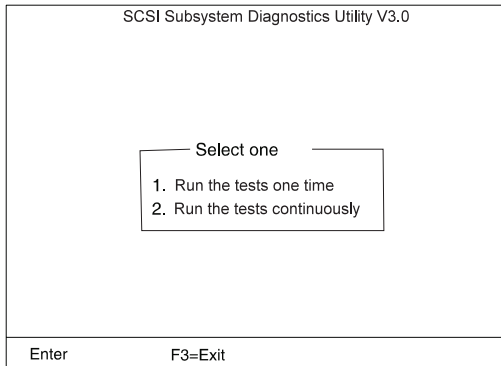 SCSI Subsystem Diagnostics Utility V3.0
Select one
1. Run the tests one time
2. Run the tests continuously
Enter F3=Exit